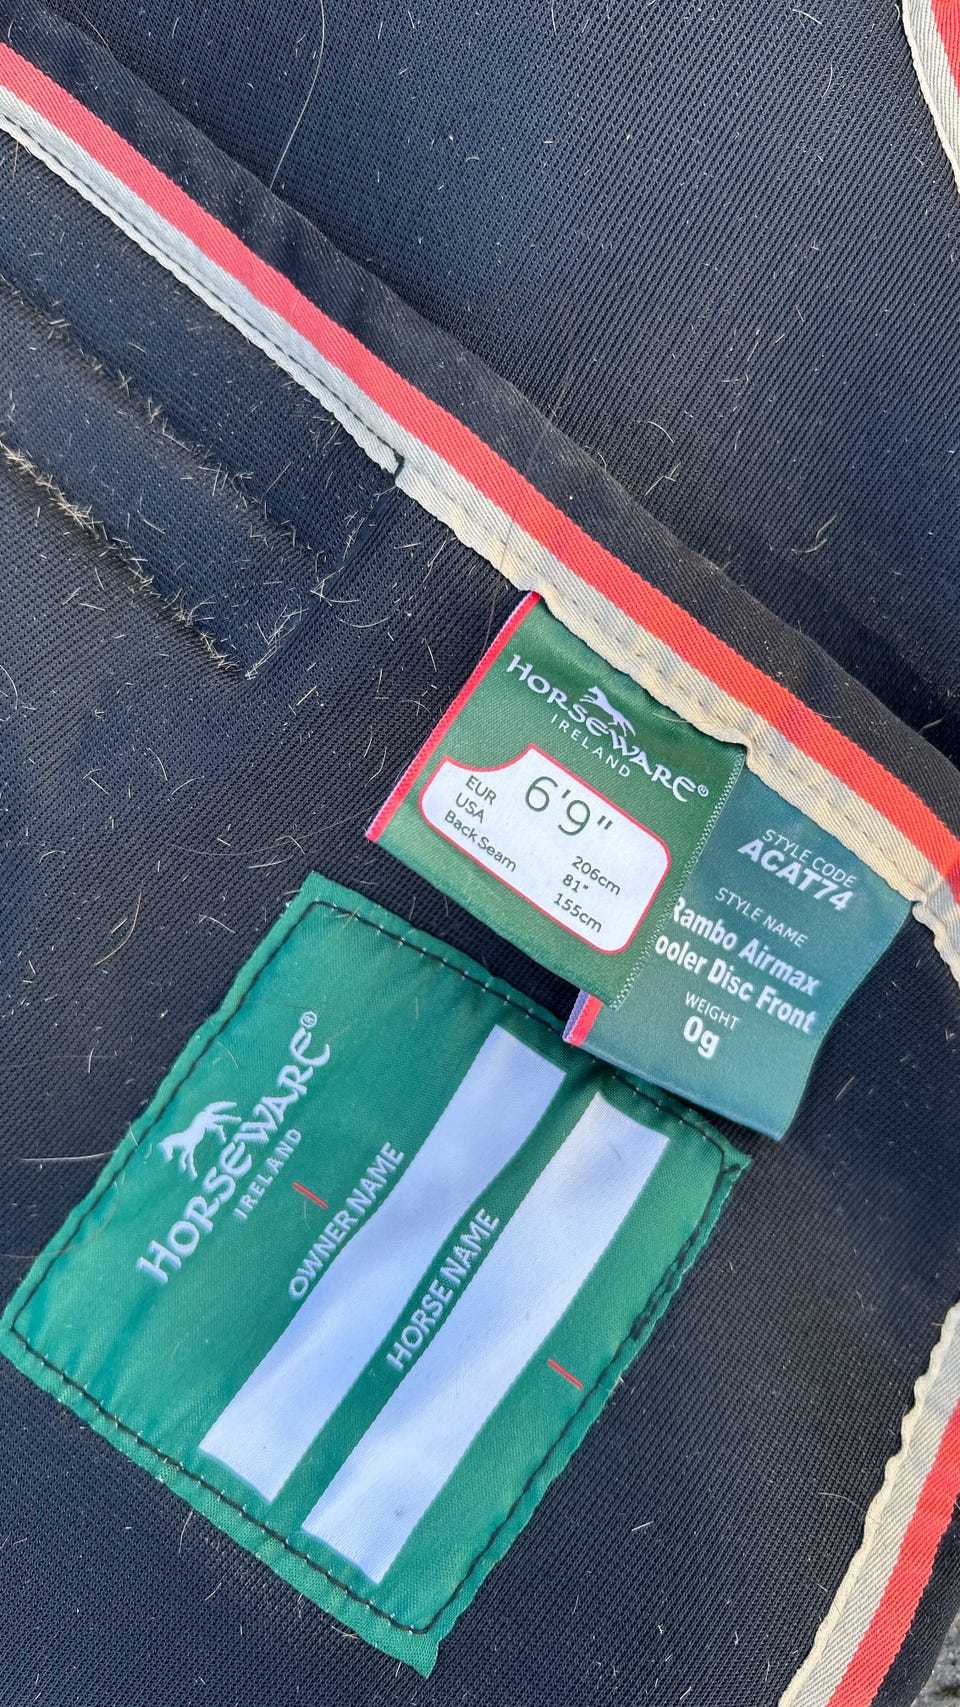 HORSEWARE®
IRELAND
6'9"
EUR 206cm
USA 81"
Back Seam 155cm
STYLE CODE
ACAT74
STYLE NAME
Rambo Airmax
ooler Disc Front
WEIGHT
0g
HORSEWARE®
IRELAND
OWNER NAME
HORSE NAME